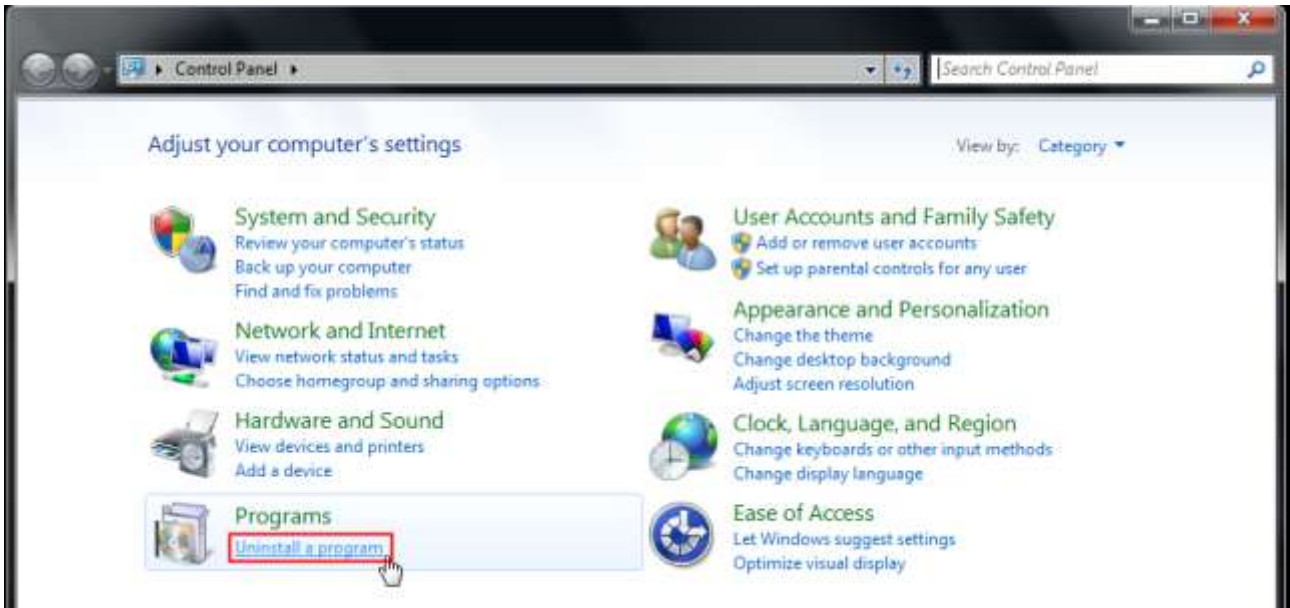 Control Panel
Search Control Panel
Adjust your computer's settings
View by: Category
System and Security
Review your computer's status
Back up your computer
Find and fix problems
Network and Internet
View network status and tasks
Choose homegroup and sharing options
Hardware and Sound
View devices and printers
Add a device
Programs
Uninstall a program
User Accounts and Family Safety
Add or remove user accounts
Set up parental controls for any user
Appearance and Personalization
Change the theme
Change desktop background
Adjust screen resolution
Clock, Language, and Region
Change keyboards or other input methods
Change display language
Ease of Access
Let Windows suggest settings
Optimize visual display